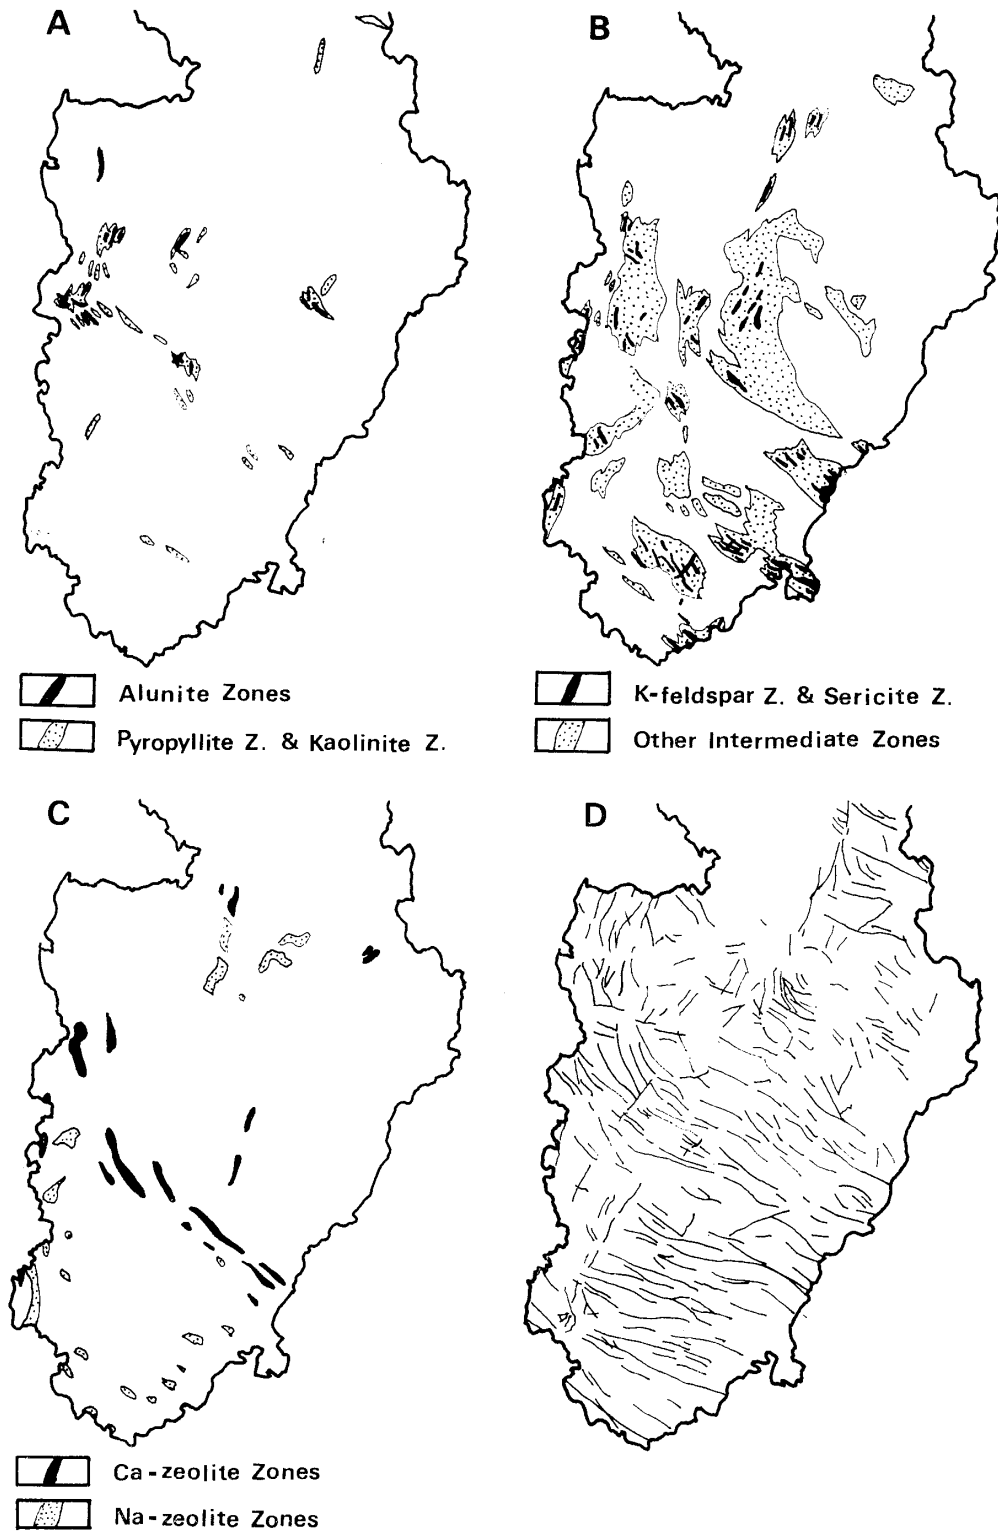 A
B
Alunite Zones
Pyropyllite Z. & Kaolinite Z.
K-feldspar Z. & Sericite Z.
Other Intermediate Zones
C
D
Ca-zeolite Zones
Na-zeolite Zones